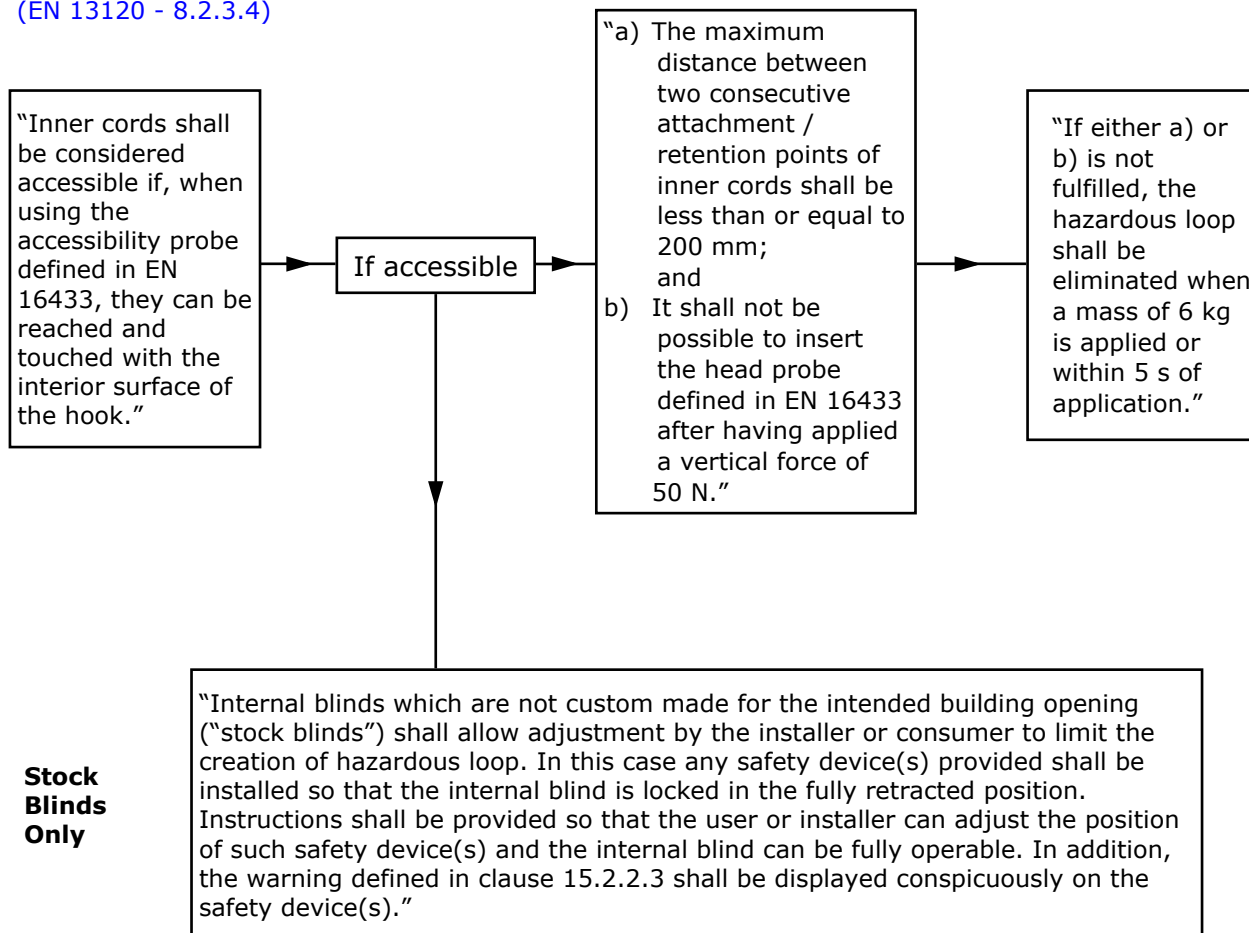 (EN 13120 - 8.2.3.4)
“Inner cords shall
be considered
accessible if, when
using the
accessibility probe
defined in EN
16433, they can be
reached and
touched with the
interior surface of
the hook.”
If accessible
“a) The maximum
distance between
two consecutive
attachment /
retention points of
inner cords shall be
less than or equal to
200 mm;
and
b) It shall not be
possible to insert
the head probe
defined in EN 16433
after having applied
a vertical force of
50 N.”
“If either a) or
b) is not
fulfilled, the
hazardous loop
shall be
eliminated when
a mass of 6 kg
is applied or
within 5 s of
application.”
Stock
Blinds
Only
“Internal blinds which are not custom made for the intended building opening
(“stock blinds”) shall allow adjustment by the installer or consumer to limit the
creation of hazardous loop. In this case any safety device(s) provided shall be
installed so that the internal blind is locked in the fully retracted position.
Instructions shall be provided so that the user or installer can adjust the position
of such safety device(s) and the internal blind can be fully operable. In addition,
the warning defined in clause 15.2.2.3 shall be displayed conspicuously on the
safety device(s).”